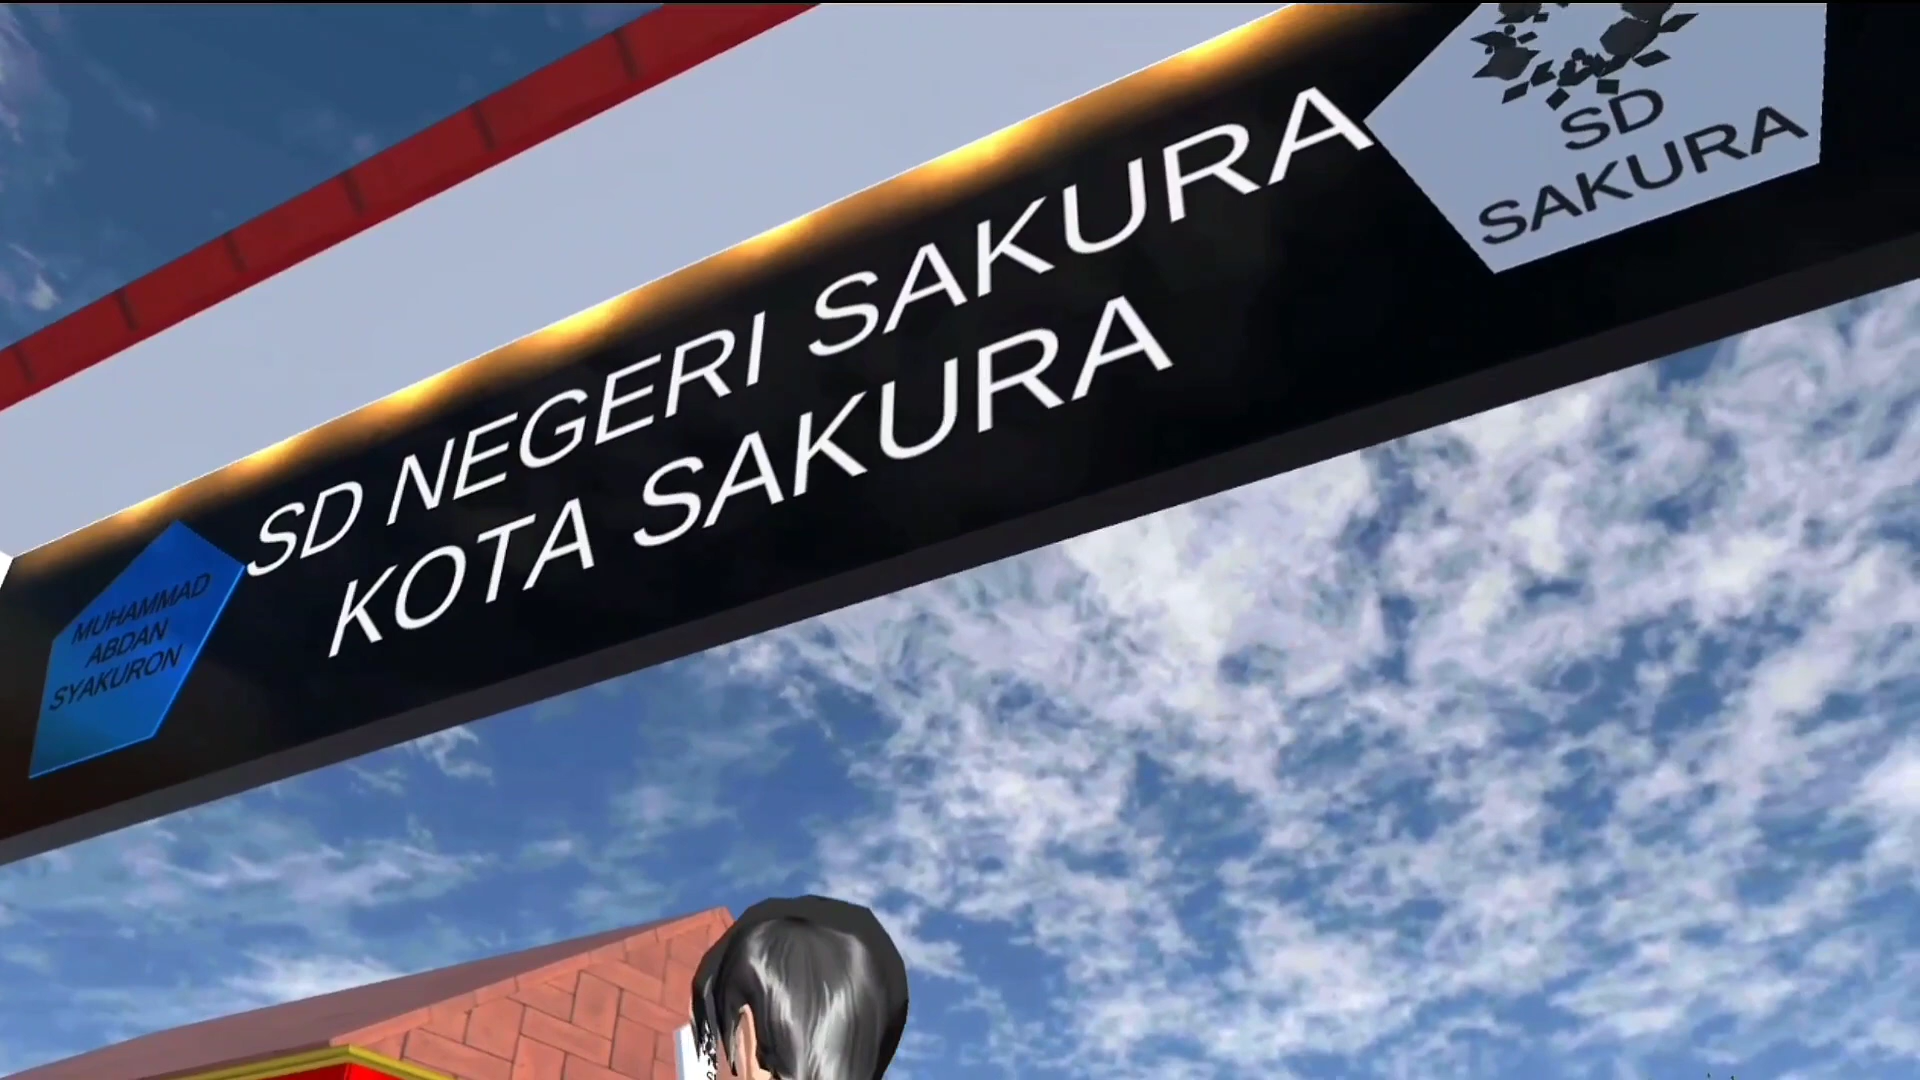 SD NEGERI SAKURA
KOTA SAKURA
SD
SAKURA
MUHAMMAD
ABDAN
SYAKURON